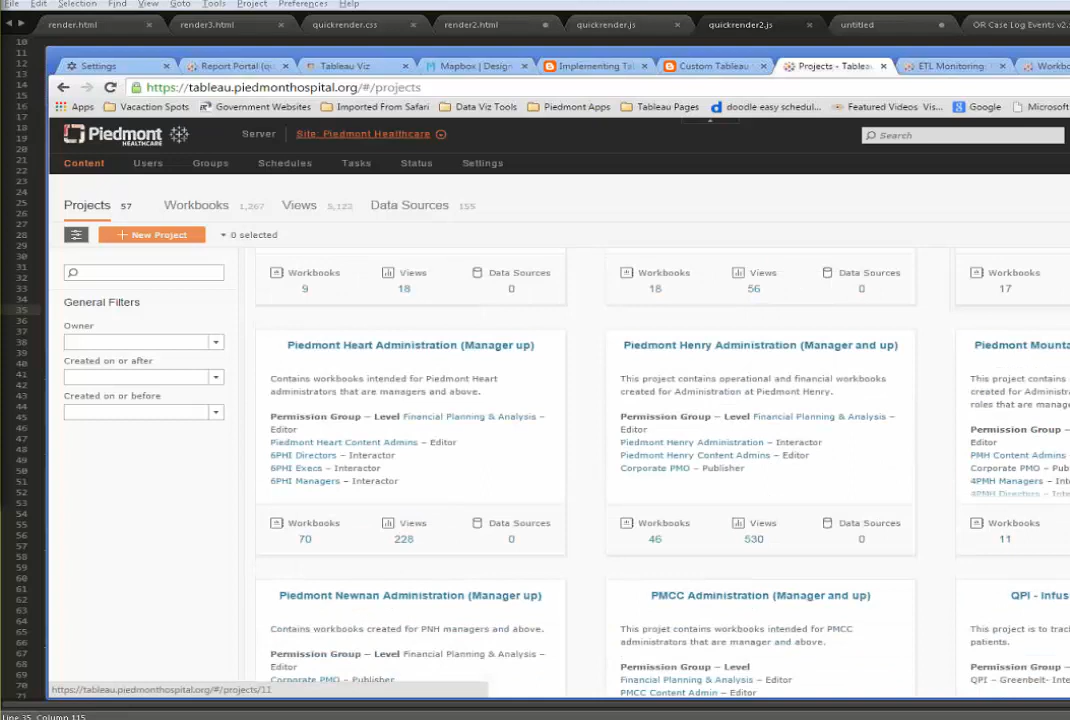 File Edit Selection Find View Goto Tools Project Preferences Help
render.html × render3.html × quickrender.css × render2.html quickrender.js × quickrender2.js × untitled OR Case Log Events v2.
Settings × Report Portal (qu × Tableau Viz × Mapbox | Design × Implementing Ta × Custom Tableau × Projects - Tableau × ETL Monitoring: × Workbo
https://tableau.piedmonthospital.org/#/projects
Apps Vacation Spots Government Websites Imported From Safari Data Viz Tools Piedmont Apps Tableau Pages doodle easy schedul... Featured Videos Vis... Google Microsoft
Piedmont HEALTHCARE Server Site: Piedmont Healthcare Search
Content Users Groups Schedules Tasks Status Settings
Projects 57 Workbooks 1,267 Views 5,122 Data Sources 155
+ New Project 0 selected
General Filters
Owner
Created on or after
Created on or before
Workbooks Views Data Sources
9 18 0
Workbooks Views Data Sources
18 56 0
Workbooks
17
Piedmont Heart Administration (Manager up)
Contains workbooks intended for Piedmont Heart
administrators that are managers and above.
Permission Group – Level Financial Planning & Analysis –
Editor
Piedmont Heart Content Admins – Editor
6PHI Directors – Interactor
6PHI Execs – Interactor
6PHI Managers – Interactor
Workbooks Views Data Sources
70 228 0
Piedmont Henry Administration (Manager and up)
This project contains operational and financial workbooks
created for Administration at Piedmont Henry.
Permission Group – Level Financial Planning & Analysis –
Editor
Piedmont Henry Administration – Interactor
Piedmont Henry Content Admins – Editor
Corporate PMO – Publisher
Workbooks Views Data Sources
46 530 0
Piedmont Mounta
This project contains
created for Administ
roles that are manag
Permission Group –
Editor
PMH Content Admins
Corporate PMO – Pub
4PMH Managers – Int
4PMH Directors – Int
Workbooks
11
Piedmont Newnan Administration (Manager up)
Contains workbooks created for PNH managers and above.
Permission Group – Level Financial Planning & Analysis –
Editor
Corporate PMO – Publisher
PMCC Administration (Manager and up)
This projet contains workbooks intended for PMCC
administrators that are manager and above.
Permission Group – Level
Financial Planning & Analysis – Editor
PMCC Content Admin – Editor
QPI - Infus
This project is to track
patients.
QPI – Greenbelt- Inte
https://tableau.piedmonthospital.org/#/projects/11
Line 35, Column 115